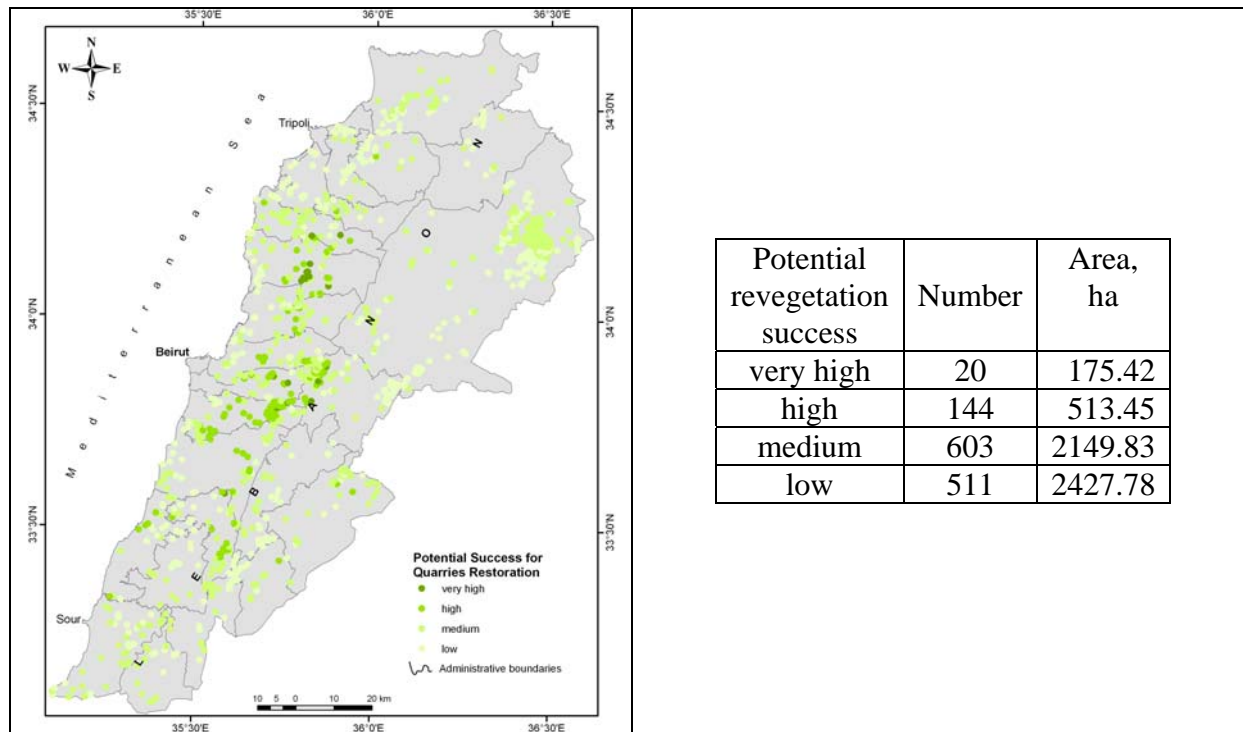 35°30'E 36°0'E 36°30'E
N
W E
S
34°30'N
34°30'N
Tripoli
Mediterranean Sea
34°0'N
34°0'N
Beirut
33°30'N
33°30'N
Sour
LEBANON
Potential Success for
Quarries Restoration
very high
high
medium
low
Administrative boundaries
10 5 0 10 20 km
35°30'E 36°0'E 36°30'E
Potential revegetation success Number Area, ha
very high 20 175.42
high 144 513.45
medium 603 2149.83
low 511 2427.78